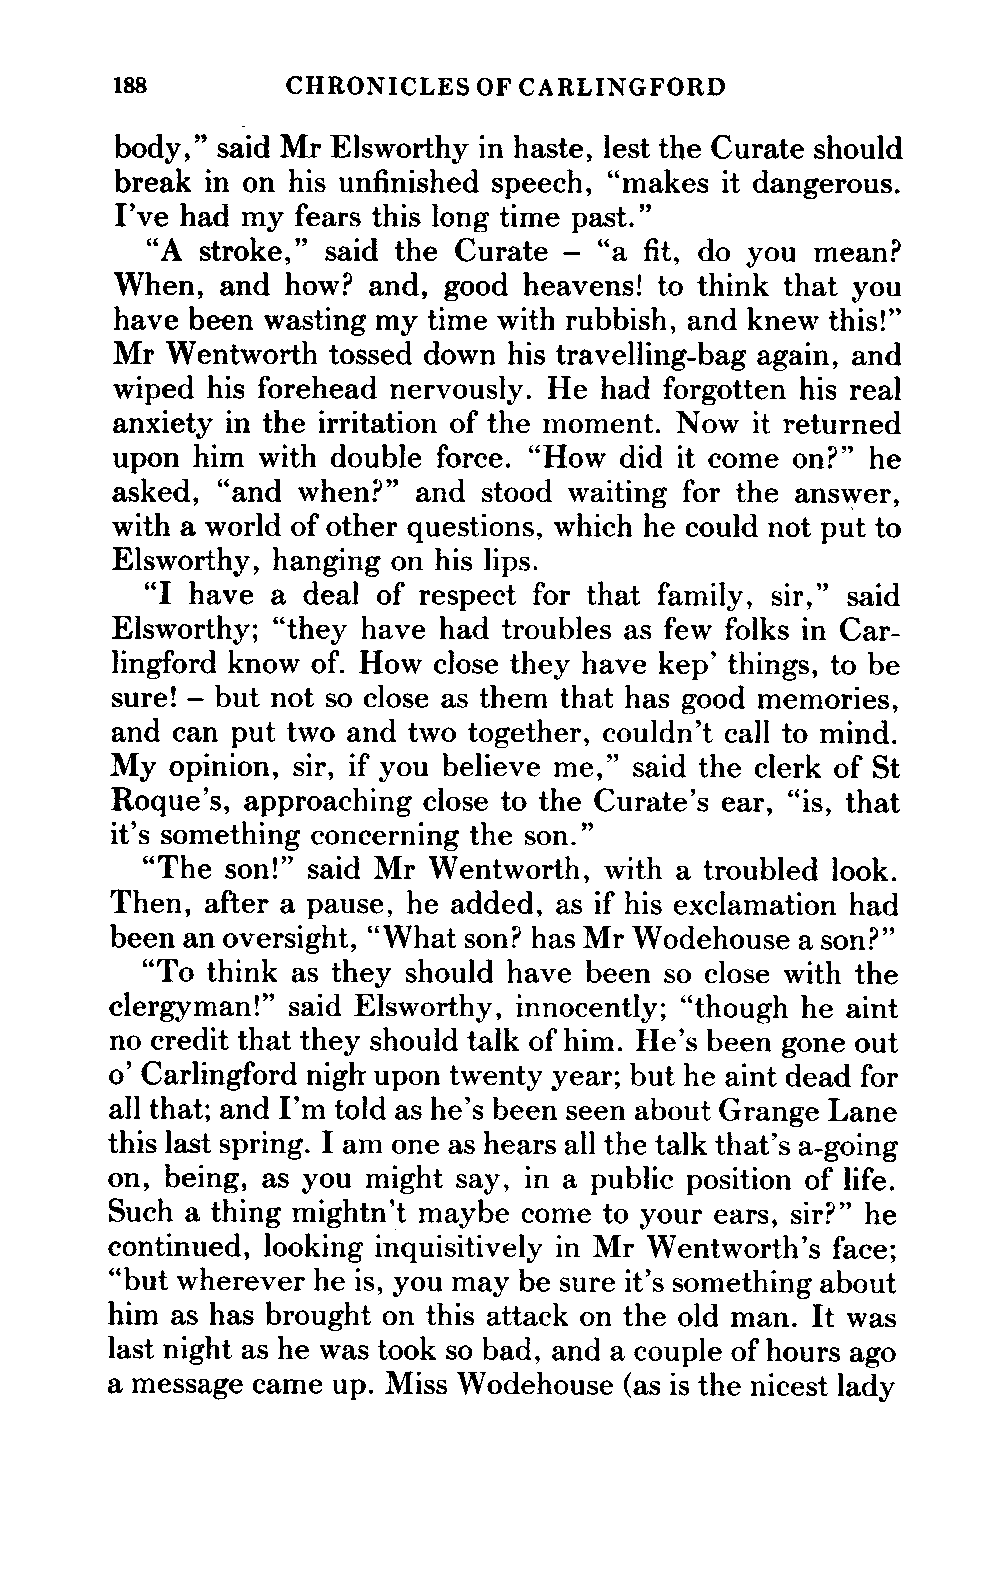 188 CHRONICLES OF CARLINGFORD
body,” said Mr Elsworthy in haste, lest the Curate should
break in on his unfinished speech, “makes it dangerous.
I’ve had my fears this long time past.”
“A stroke,” said the Curate – “a fit, do you mean?
When, and how? and, good heavens! to think that you
have been wasting my time with rubbish, and knew this!”
Mr Wentworth tossed down his travelling-bag again, and
wiped his forehead nervously. He had forgotten his real
anxiety in the irritation of the moment. Now it returned
upon him with double force. “How did it come on?” he
asked, “and when?” and stood waiting for the answer,
with a world of other questions, which he could not put to
Elsworthy, hanging on his lips.
“I have a deal of respect for that family, sir,” said
Elsworthy; “they have had troubles as few folks in Car-
lingford know of. How close they have kep’ things, to be
sure! – but not so close as them that has good memories,
and can put two and two together, couldn’t call to mind.
My opinion, sir, if you believe me,” said the clerk of St
Roque’s, approaching close to the Curate’s ear, “is, that
it’s something concerning the son.”
“The son!” said Mr Wentworth, with a troubled look.
Then, after a pause, he added, as if his exclamation had
been an oversight, “What son? has Mr Wodehouse a son?”
“To think as they should have been so close with the
clergyman!” said Elsworthy, innocently; “though he aint
no credit that they should talk of him. He’s been gone out
o’ Carlingford nigh upon twenty year; but he aint dead for
all that; and I’m told as he’s been seen about Grange Lane
this last spring. I am one as hears all the talk that’s a-going
on, being, as you might say, in a public position of life.
Such a thing mightn’t maybe come to your ears, sir?” he
continued, looking inquisitively in Mr Wentworth’s face;
“but wherever he is, you may be sure it’s something about
him as has brought on this attack on the old man. It was
last night as he was took so bad, and a couple of hours ago
a message came up. Miss Wodehouse (as is the nicest lady